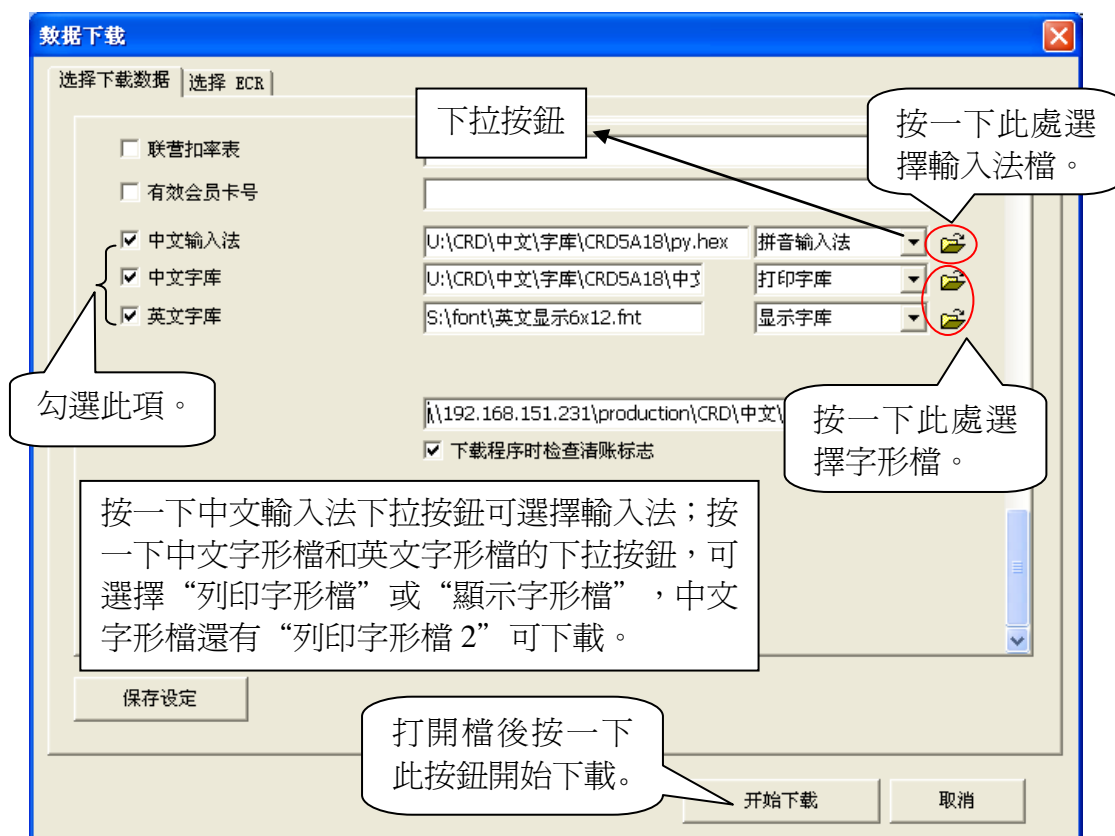 数据下载
选择下载数据 选择 ECR
下拉按鈕
按一下此處選
擇輸入法檔。
联营扣率表
有效会员卡号
中文输入法 U:\CRD\中文\字库\CRD5A18\py.hex 拼音输入法
中文字库 U:\CRD\中文\字库\CRD5A18\中文 打印字库
英文字库 S:\font\英文显示6x12.fnt 显示字库
勾選此項。
\\192.168.151.231\production\CRD\中文\
按一下此處選
擇字形檔。
下载程序时检查清账标志
按一下中文輸入法下拉按鈕可選擇輸入法；按
一下中文字形檔和英文字形檔的下拉按鈕，可
選擇“列印字形檔”或“顯示字形檔”，中文
字形檔還有“列印字形檔 2”可下載。
保存设定
打開檔後按一下
此按鈕開始下載。
开始下载 取消